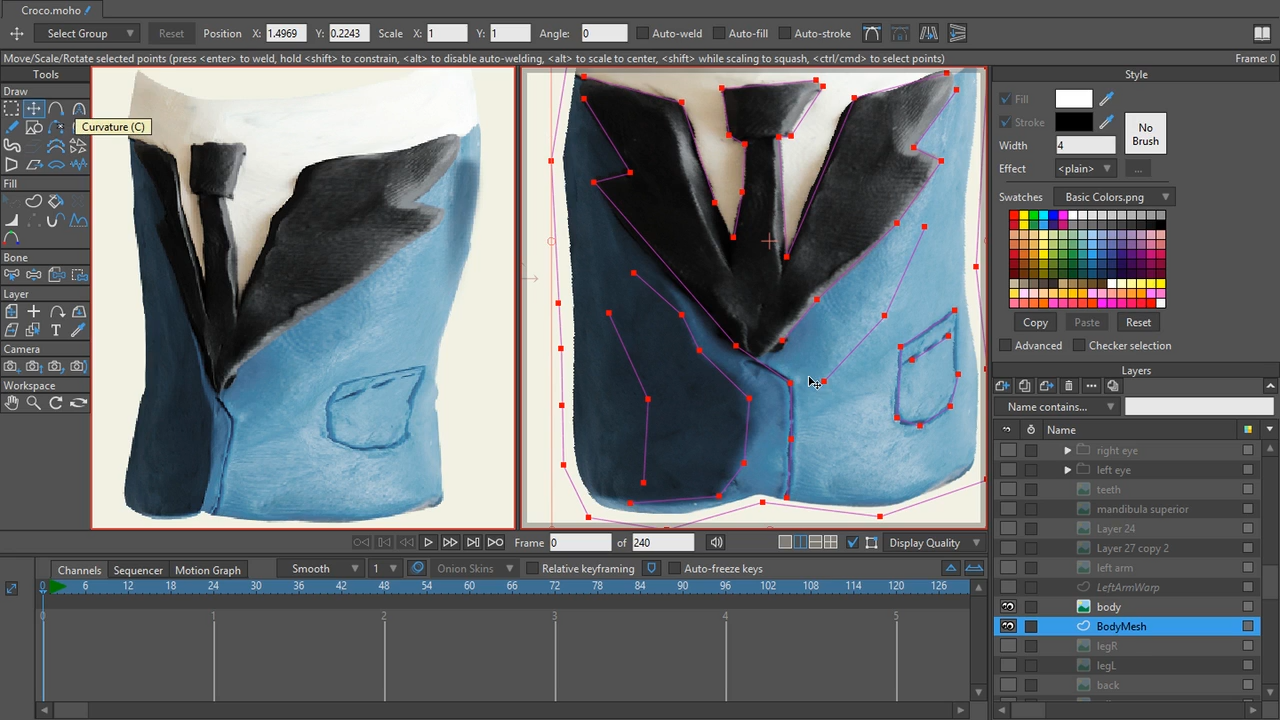 Croco.moho
Select Group Reset Position X: 1.4969 Y: 0.2243 Scale X: 1 Y: 1 Angle: 0 Auto-weld Auto-fill Auto-stroke
Move/Scale/Rotate selected points (press <enter> to weld, hold <shift> to constrain, <alt> to disable auto-welding, <alt> to scale to center, <shift> while scaling to squash, <ctrl/cmd> to select points) Frame: 0
Tools
Draw
Curvature (C)
Fill
Bone
Layer
Camera
Workspace
Style
Fill
Stroke
No Brush
Width 4
Effect <plain> ...
Swatches Basic Colors.png
Copy Paste Reset
Advanced Checker selection
Layers
Name contains...
Name
right eye
left eye
teeth
mandibula superior
Layer 24
Layer 27 copy 2
left arm
LeftArmWarp
body
BodyMesh
legR
legL
back
Frame 0 of 240 Display Quality
Channels Sequencer Motion Graph Smooth 1 Onion Skins Relative keyframing Auto-freeze keys
0 6 12 18 24 30 36 42 48 54 60 66 72 78 84 90 96 102 108 114 120 126
0 1 2 3 4 5